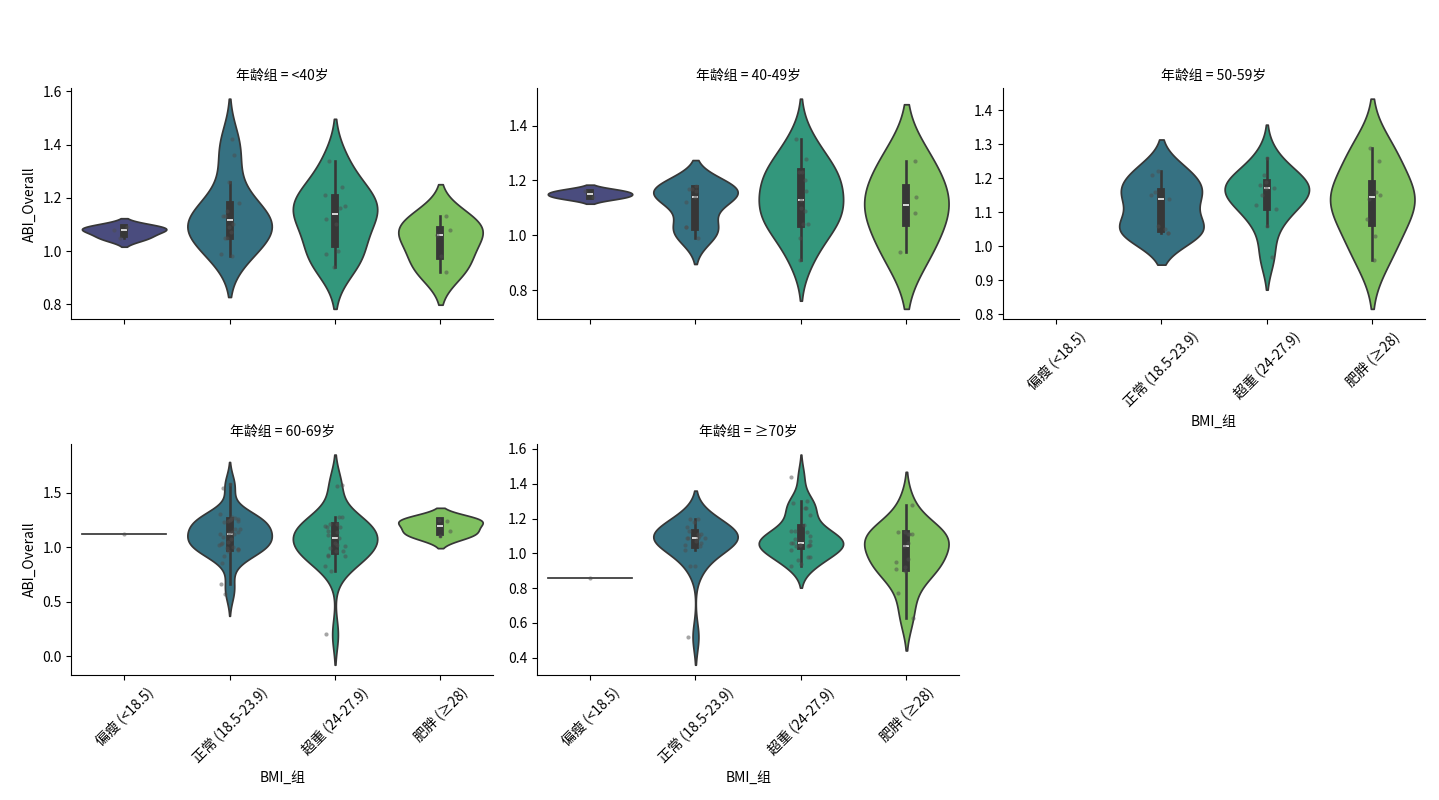 年龄组 = <40岁
年龄组 = 40-49岁
年龄组 = 50-59岁
ABI_Overall
1.6
1.4
1.2
1.0
0.8
1.4
1.2
1.0
0.8
1.4
1.3
1.2
1.1
1.0
0.9
0.8
偏瘦 (<18.5)
正常 (18.5-23.9)
超重 (24-27.9)
肥胖 (≥28)
BMI_组
年龄组 = 60-69岁
年龄组 = ≥70岁
ABI_Overall
1.5
1.0
0.5
0.0
1.6
1.4
1.2
1.0
0.8
0.6
0.4
偏瘦 (<18.5)
正常 (18.5-23.9)
超重 (24-27.9)
肥胖 (≥28)
偏瘦 (<18.5)
正常 (18.5-23.9)
超重 (24-27.9)
肥胖 (≥28)
BMI_组
BMI_组